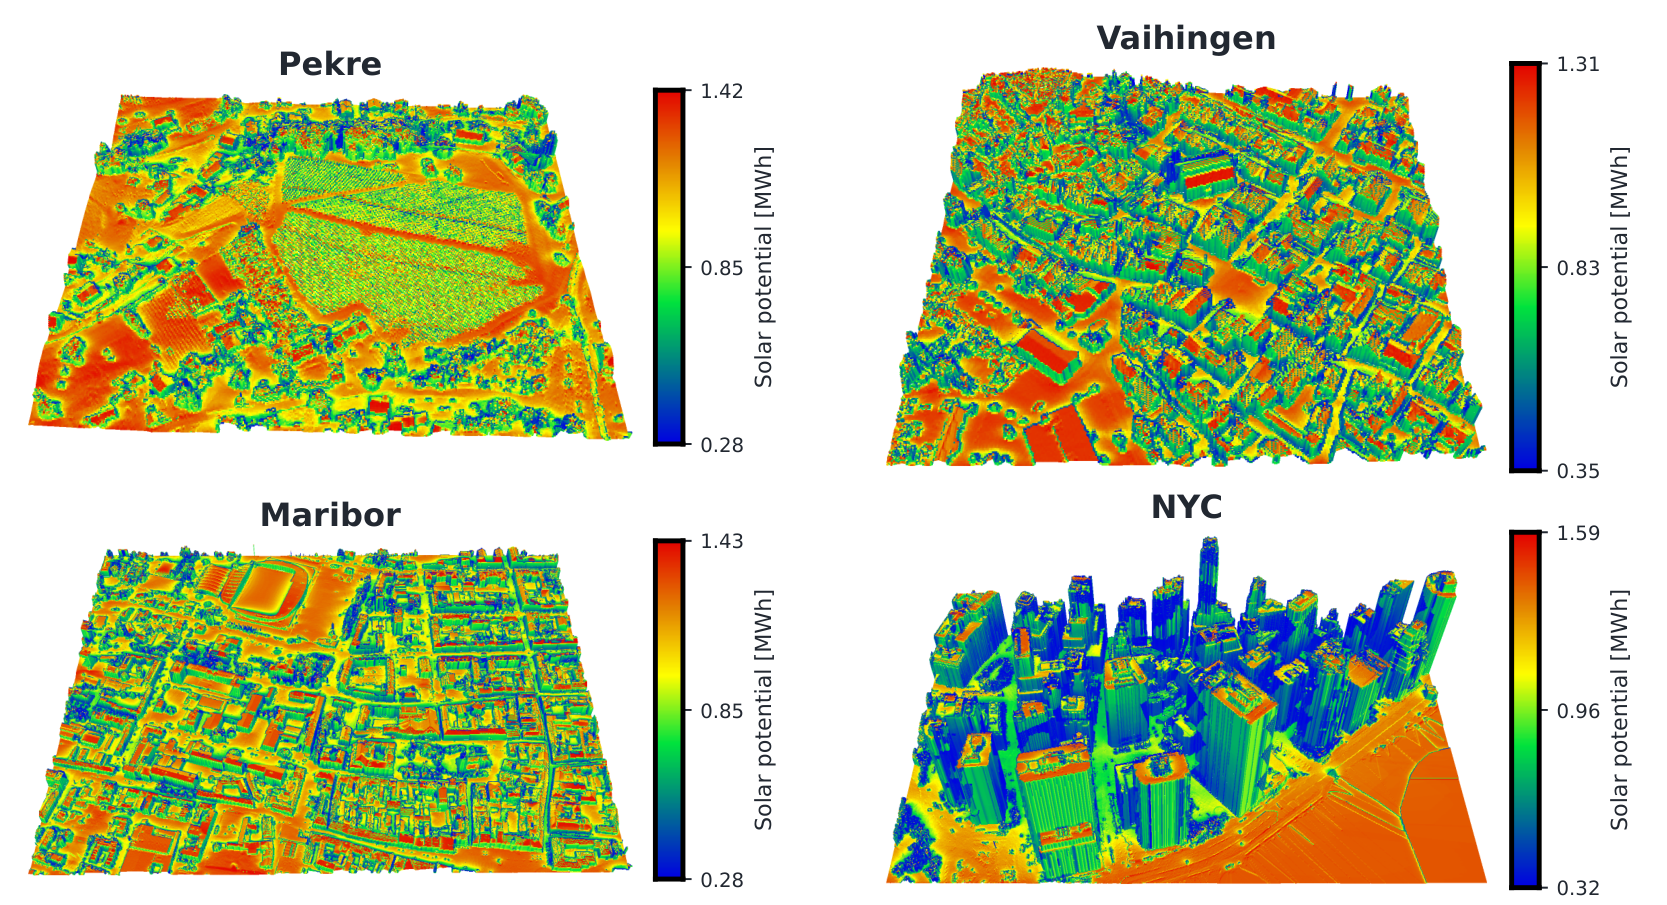 Pekre
1.42
0.85
0.28
Solar potential [MWh]
Vaihingen
1.31
0.83
0.35
Solar potential [MWh]
Maribor
1.43
0.85
0.28
Solar potential [MWh]
NYC
1.59
0.96
0.32
Solar potential [MWh]